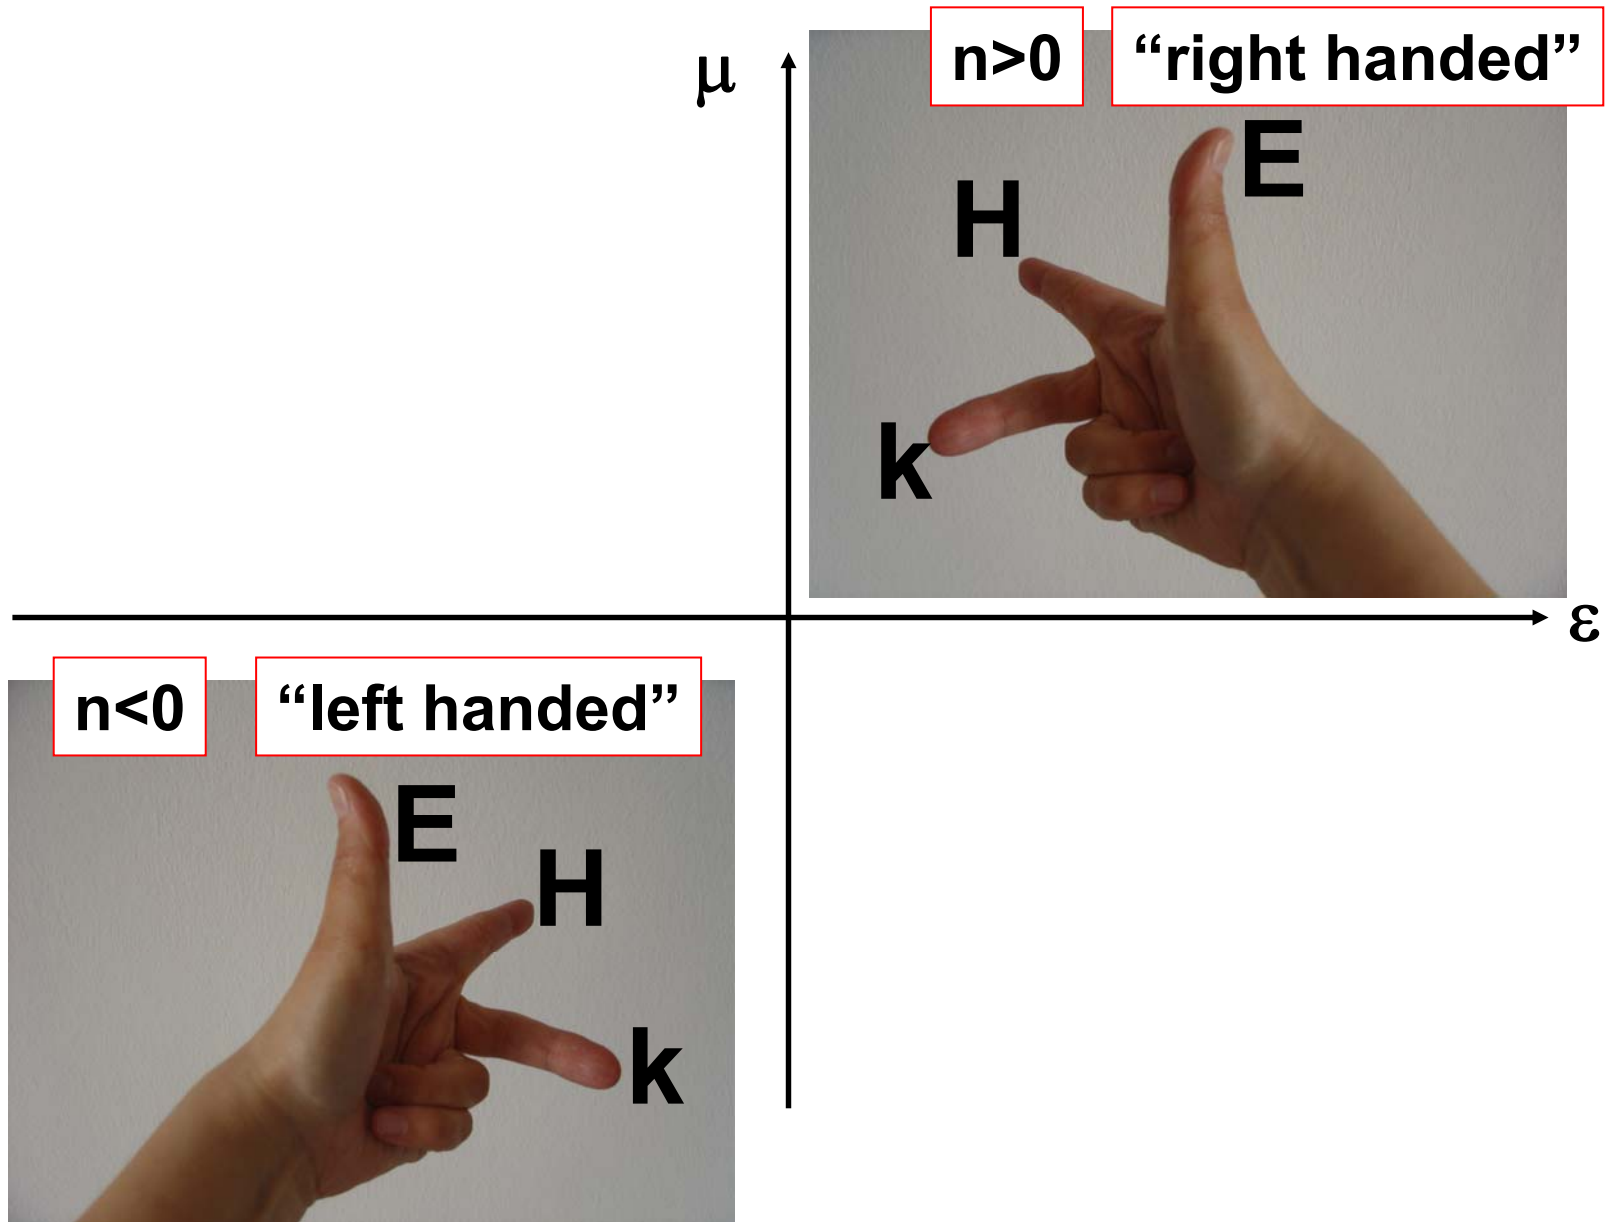 μ
n>0
“right handed”
E
H
k
ε
n<0
“left handed”
E
H
k